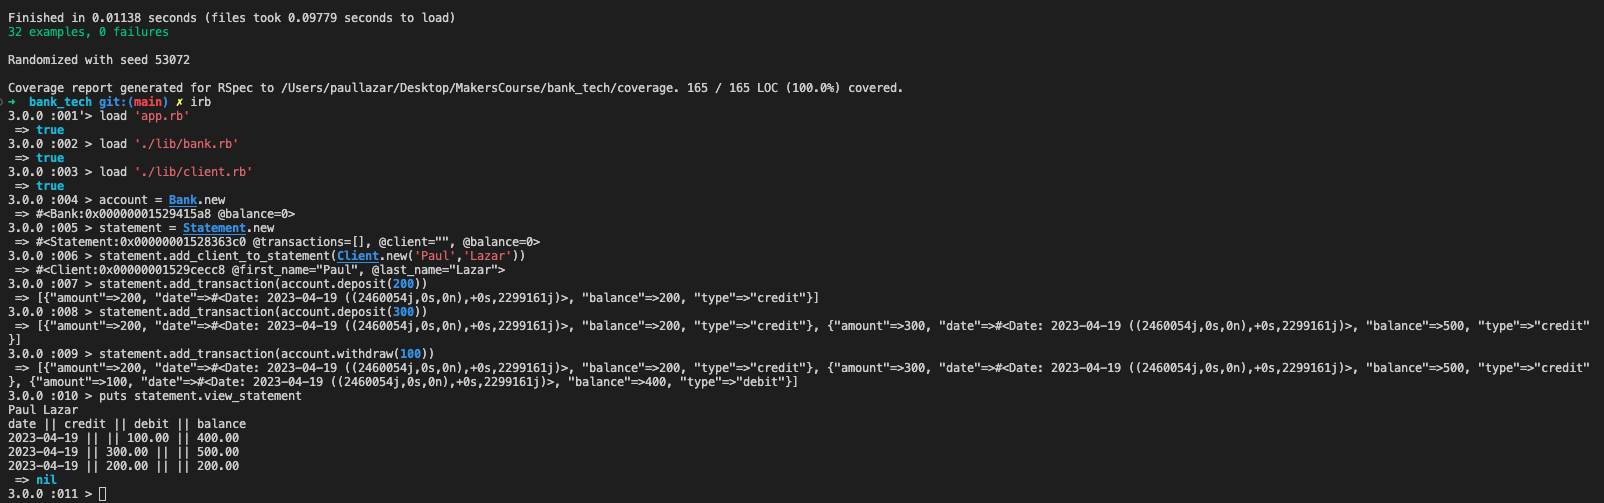 Finished in 0.01138 seconds (files took 0.09779 seconds to load)
32 examples, 0 failures
Randomized with seed 53072
Coverage report generated for RSpec to /Users/paullazar/Desktop/MakersCourse/bank_tech/coverage. 165 / 165 LOC (100.0%) covered.
➜  bank_tech git:(main) ✗ irb
3.0.0 :001'> load 'app.rb'
 => true
3.0.0 :002 > load './lib/bank.rb'
 => true
3.0.0 :003 > load './lib/client.rb'
 => true
3.0.0 :004 > account = Bank.new
 => #<Bank:0x00000001529415a8 @balance=0>
3.0.0 :005 > statement = Statement.new
 => #<Statement:0x00000001528363c0 @transactions=[], @client="", @balance=0>
3.0.0 :006 > statement.add_client_to_statement(Client.new('Paul','Lazar'))
 => #<Client:0x00000001529cecc8 @first_name="Paul", @last_name="Lazar">
3.0.0 :007 > statement.add_transaction(account.deposit(200))
 => [{"amount"=>200, "date"=>#<Date: 2023-04-19 ((2460054j,0s,0n),+0s,2299161j)>, "balance"=>200, "type"=>"credit"}]
3.0.0 :008 > statement.add_transaction(account.deposit(300))
 => [{"amount"=>200, "date"=>#<Date: 2023-04-19 ((2460054j,0s,0n),+0s,2299161j)>, "balance"=>200, "type"=>"credit"}, {"amount"=>300, "date"=>#<Date: 2023-04-19 ((2460054j,0s,0n),+0s,2299161j)>, "balance"=>500, "type"=>"credit"
}]
3.0.0 :009 > statement.add_transaction(account.withdraw(100))
 => [{"amount"=>200, "date"=>#<Date: 2023-04-19 ((2460054j,0s,0n),+0s,2299161j)>, "balance"=>200, "type"=>"credit"}, {"amount"=>300, "date"=>#<Date: 2023-04-19 ((2460054j,0s,0n),+0s,2299161j)>, "balance"=>500, "type"=>"credit"
}, {"amount"=>100, "date"=>#<Date: 2023-04-19 ((2460054j,0s,0n),+0s,2299161j)>, "balance"=>400, "type"=>"debit"}]
3.0.0 :010 > puts statement.view_statement
Paul Lazar
date || credit || debit || balance
2023-04-19 || || 100.00 || 400.00
2023-04-19 || 300.00 || || 500.00
2023-04-19 || 200.00 || || 200.00
 => nil
3.0.0 :011 >